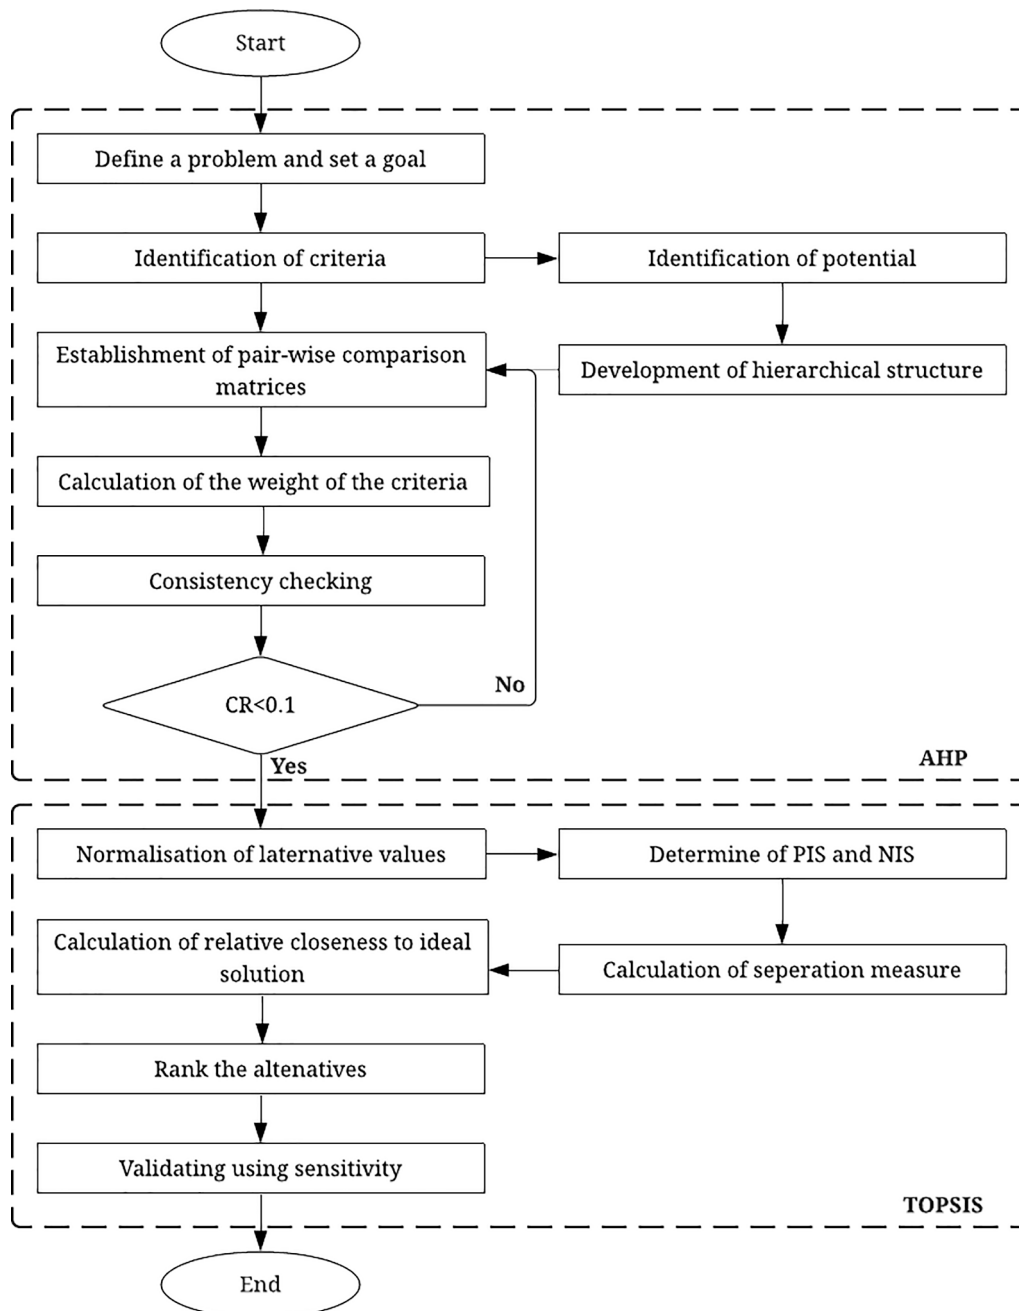 Start
Define a problem and set a goal
Identification of criteria
Identification of potential
Establishment of pair-wise comparison
matrices
Development of hierarchical structure
Calculation of the weight of the criteria
Consistency checking
CR<0.1
No
Yes
AHP
Normalisation of laternative values
Determine of PIS and NIS
Calculation of relative closeness to ideal
solution
Calculation of seperation measure
Rank the altenatives
Validating using sensitivity
TOPSIS
End